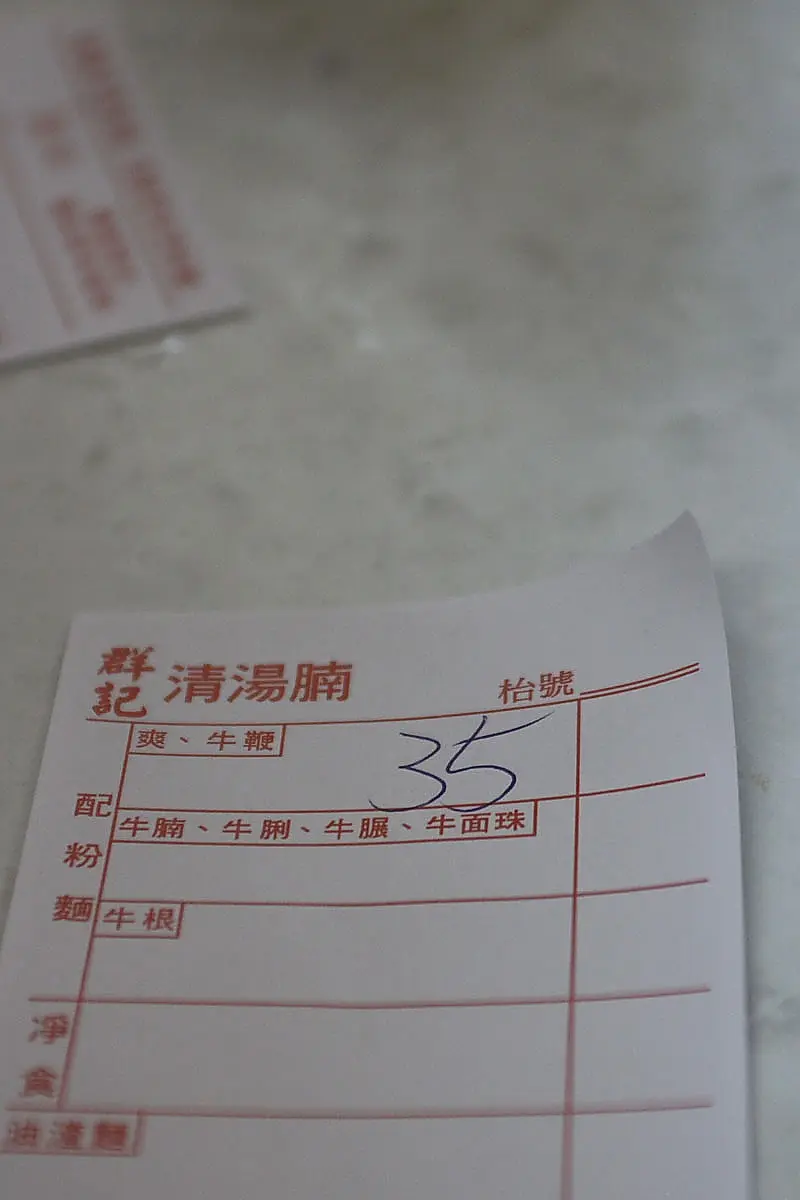 群記 清湯腩 枱號
爽、牛鞭
35
配粉麵
牛腩、牛脷、牛𦟌、牛面珠
牛根
淨食
油渣麵